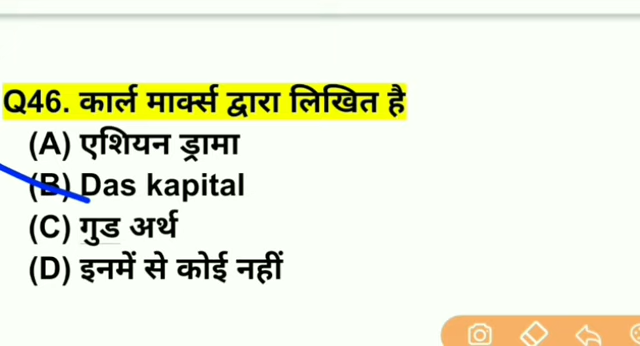 Q46. कार्ल मार्क्स द्वारा लिखित है
(A) एशियन ड्रामा
(B) Das kapital
(C) गुड अर्थ
(D) इनमें से कोई नहीं